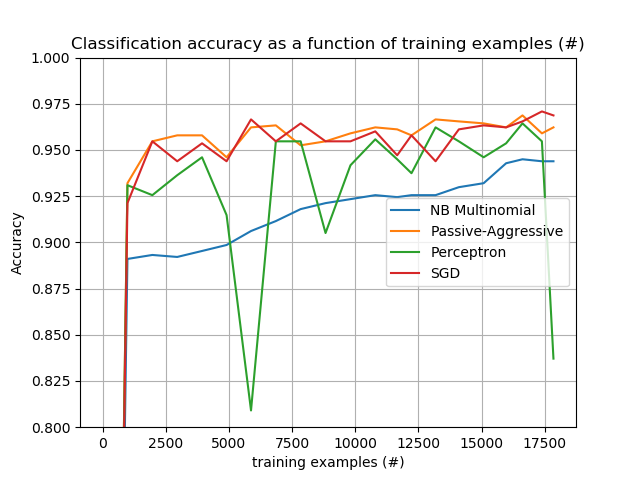 Classification accuracy as a function of training examples (#)
1.000
0.975
0.950
0.925
0.900
0.875
0.850
0.825
0.800
Accuracy
NB Multinomial
Passive-Aggressive
Perceptron
SGD
0 2500 5000 7500 10000 12500 15000 17500
training examples (#)